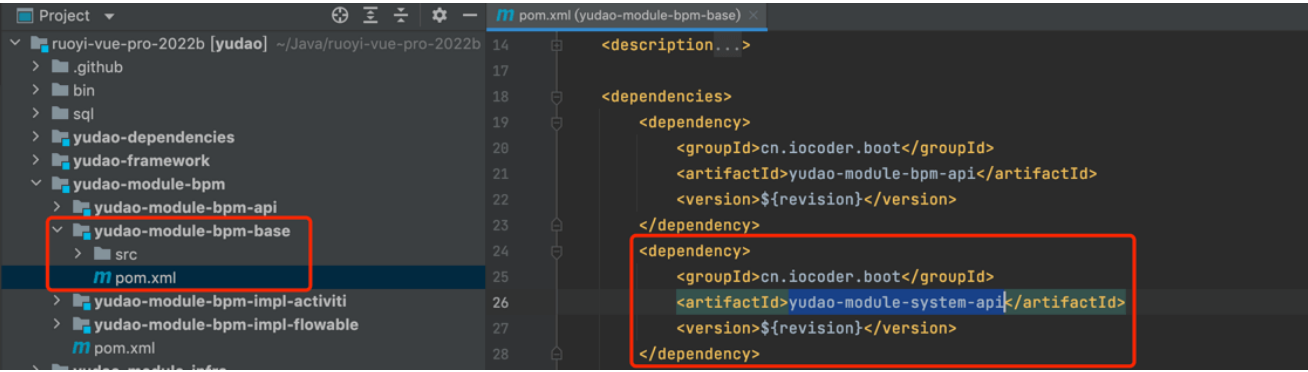 Project
ruoyi-vue-pro-2022b [yudao] ~/Java/ruoyi-vue-pro-2022b
.github
bin
sql
yudao-dependencies
yudao-framework
yudao-module-bpm
yudao-module-bpm-api
yudao-module-bpm-base
src
pom.xml
yudao-module-bpm-impl-activiti
yudao-module-bpm-impl-flowable
pom.xml
pom.xml (yudao-module-bpm-base)
14 <description...>
17
18 <dependencies>
19 <dependency>
20 <groupId>cn.iocoder.boot</groupId>
21 <artifactId>yudao-module-bpm-api</artifactId>
22 <version>${revision}</version>
23 </dependency>
24 <dependency>
25 <groupId>cn.iocoder.boot</groupId>
26 <artifactId>yudao-module-system-api</artifactId>
27 <version>${revision}</version>
28 </dependency>